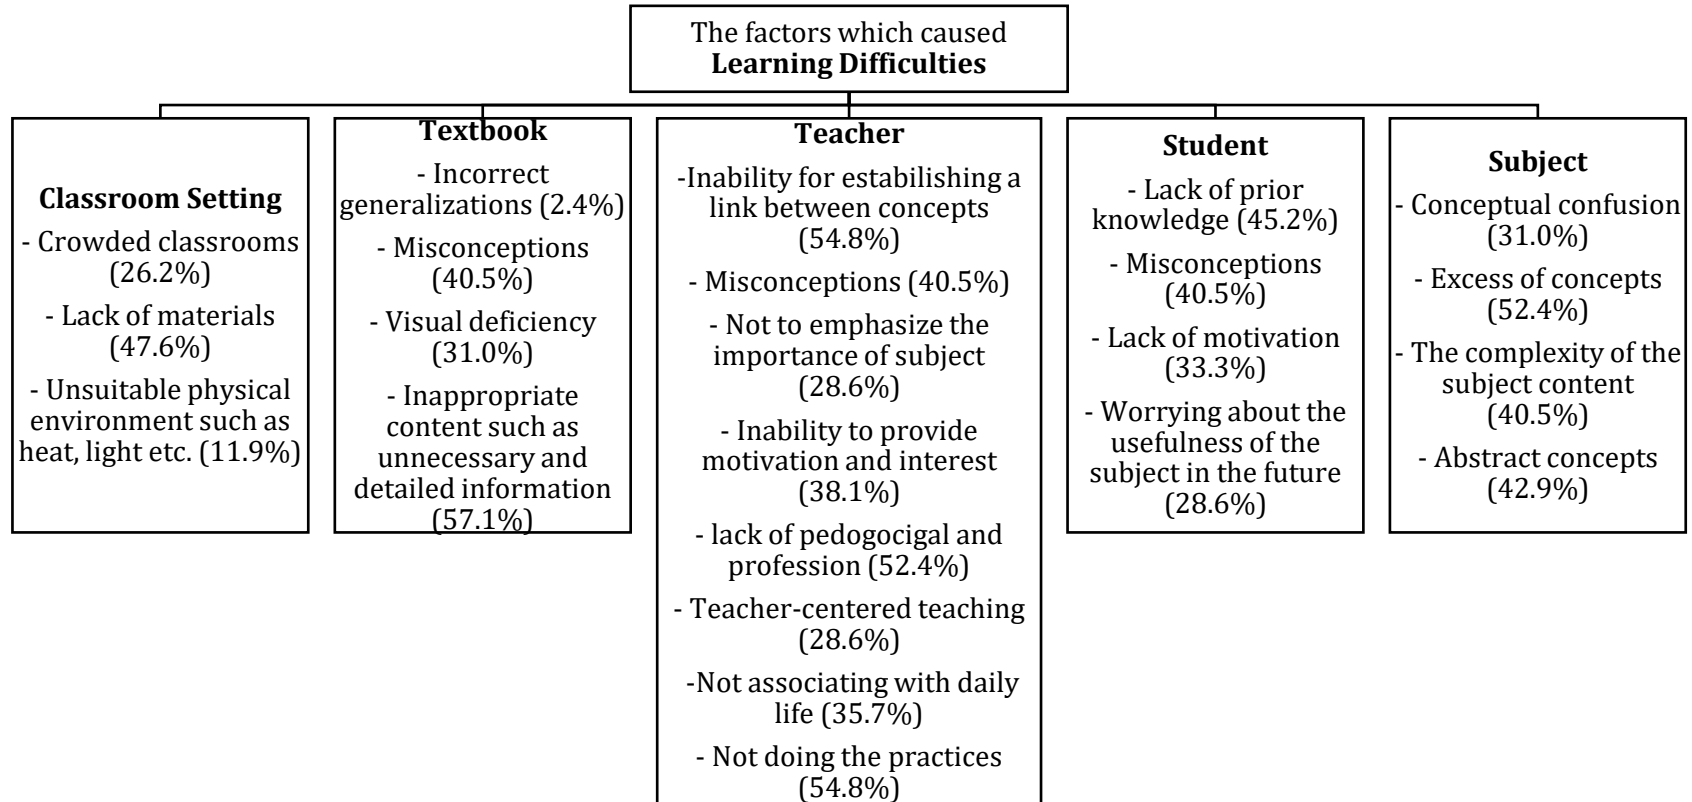 The factors which caused
Learning Difficulties
Classroom Setting
- Crowded classrooms
(26.2%)
- Lack of materials
(47.6%)
- Unsuitable physical
environment such as
heat, light etc. (11.9%)
Textbook
- Incorrect
generalizations (2.4%)
- Misconceptions
(40.5%)
- Visual deficiency
(31.0%)
- Inappropriate
content such as
unnecessary and
detailed information
(57.1%)
Teacher
-Inability for estabilishing a
link between concepts
(54.8%)
- Misconceptions (40.5%)
- Not to emphasize the
importance of subject
(28.6%)
- Inability to provide
motivation and interest
(38.1%)
- lack of pedogocigal and
profession (52.4%)
- Teacher-centered teaching
(28.6%)
-Not associating with daily
life (35.7%)
- Not doing the practices
(54.8%)
Student
- Lack of prior
knowledge (45.2%)
- Misconceptions
(40.5%)
- Lack of motivation
(33.3%)
- Worrying about the
usefulness of the
subject in the future
(28.6%)
Subject
- Conceptual confusion
(31.0%)
- Excess of concepts
(52.4%)
- The complexity of the
subject content
(40.5%)
- Abstract concepts
(42.9%)